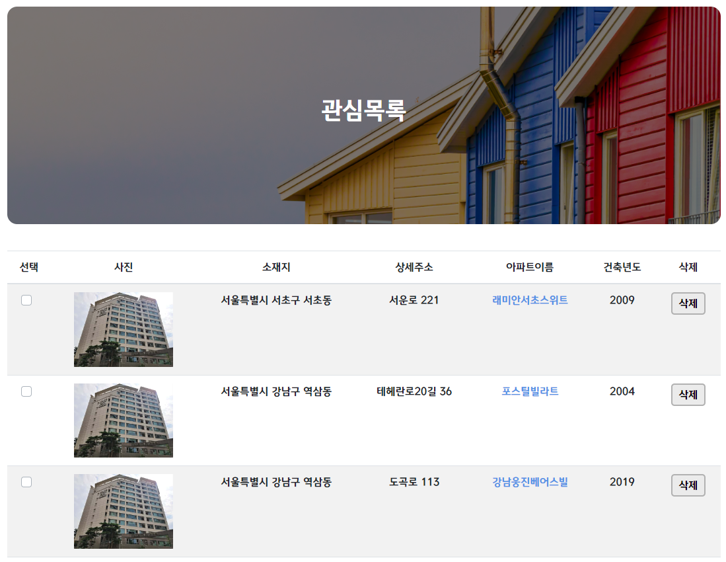 관심목록
선택 사진 소재지 상세주소 아파트이름 건축년도 삭제
서울특별시 서초구 서초동 서운로 221 래미안서초스위트 2009 삭제
서울특별시 강남구 역삼동 테헤란로20길 36 포스틸빌라트 2004 삭제
서울특별시 강남구 역삼동 도곡로 113 강남웅진베어스빌 2019 삭제